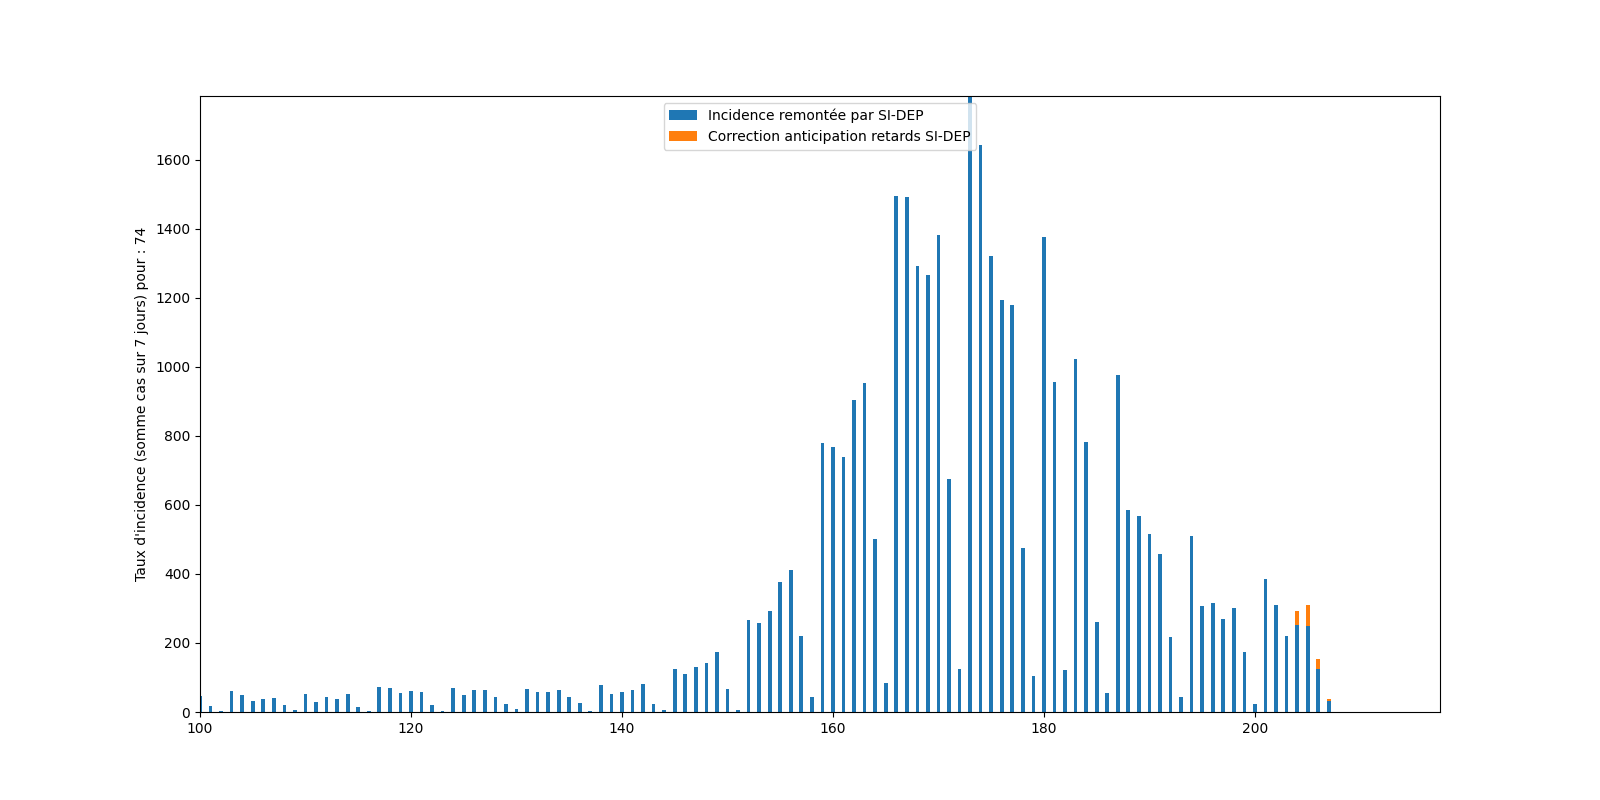 Incidence remontée par SI-DEP
Correction anticipation retards SI-DEP
Taux d'incidence (somme cas sur 7 jours) pour : 74
1600
1400
1200
1000
800
600
400
200
0
100 120 140 160 180 200